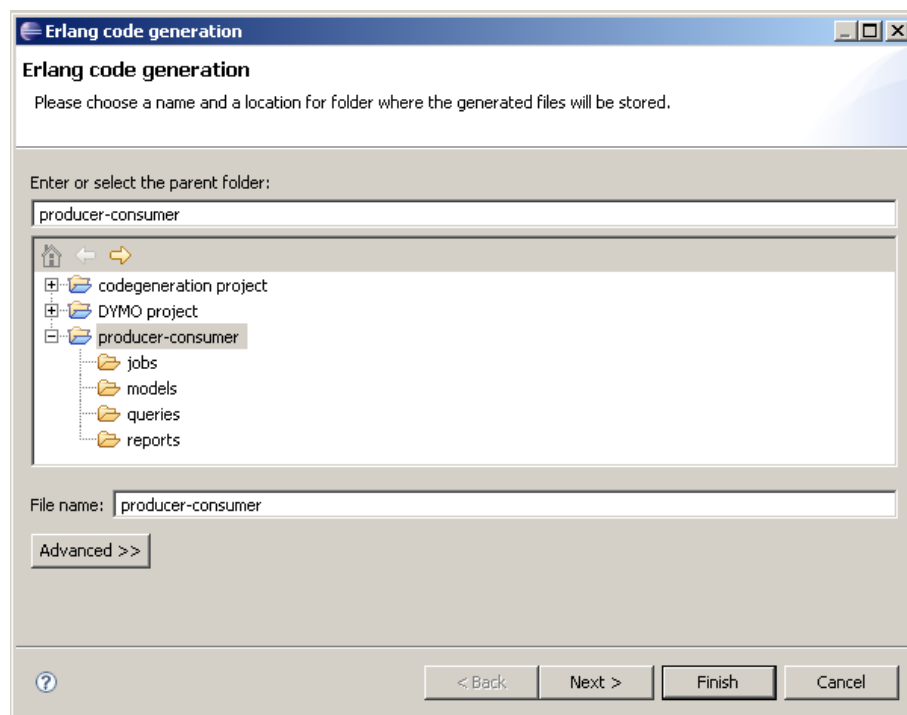 Erlang code generation
Erlang code generation
Please choose a name and a location for folder where the generated files will be stored.
Enter or select the parent folder:
producer-consumer
codegeneration project
DYMO project
producer-consumer
jobs
models
queries
reports
File name: producer-consumer
Advanced >>
< Back Next > Finish Cancel